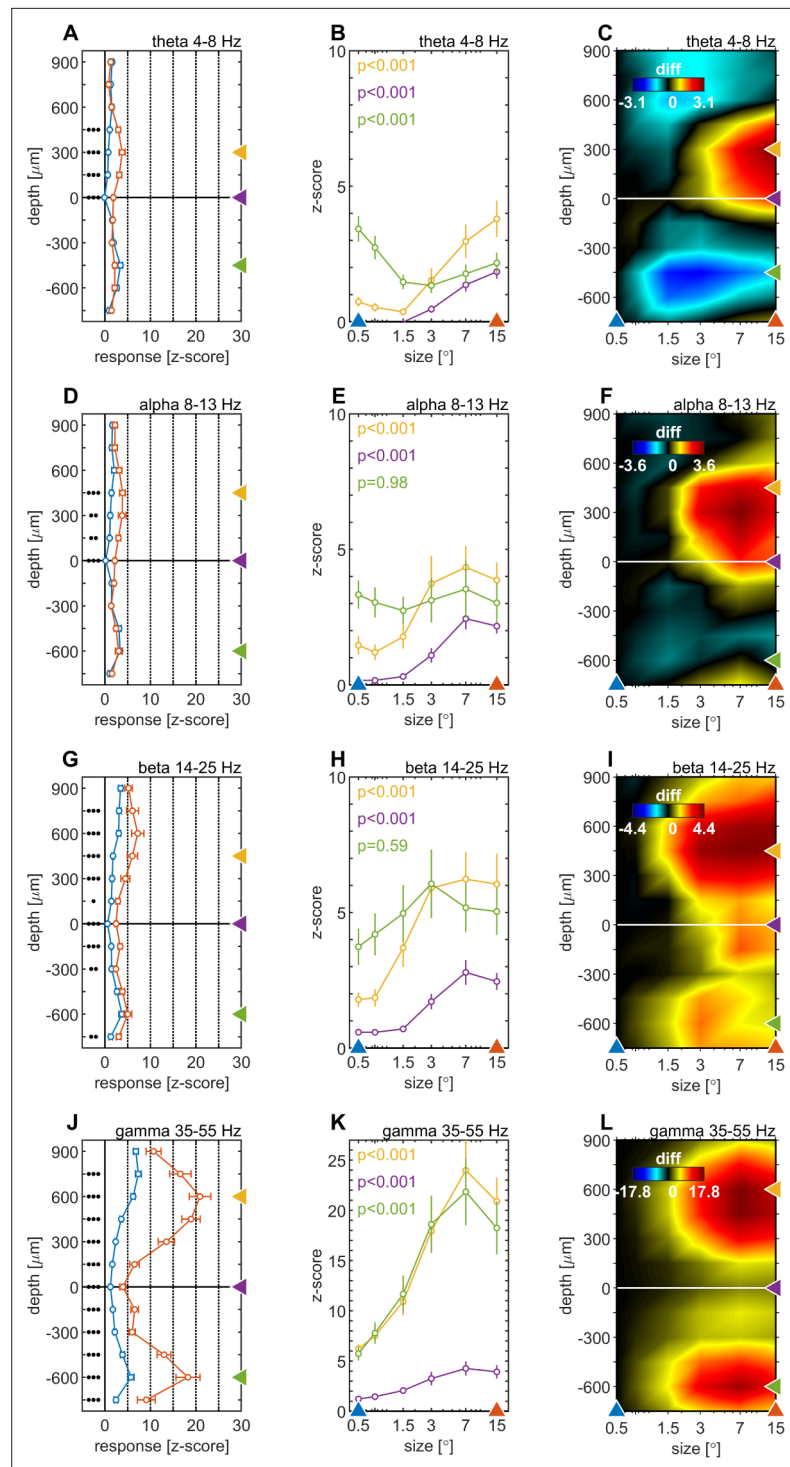 A
theta 4-8 Hz
900
600
300
0
-300
-600
depth [μm]
0 10 20 30
response [z-score]
B
theta 4-8 Hz
10
p<0.001
p<0.001
p<0.001
5
0
z-score
0.5 1.5 3 7 15
size [°]
C
theta 4-8 Hz
900
diff
-3.1 0 3.1
600
300
0
-300
-600
depth [μm]
0.5 1.5 3 7 15
size [°]
D
alpha 8-13 Hz
900
600
300
0
-300
-600
depth [μm]
0 10 20 30
response [z-score]
E
alpha 8-13 Hz
10
p<0.001
p<0.001
p=0.98
5
0
z-score
0.5 1.5 3 7 15
size [°]
F
alpha 8-13 Hz
900
diff
-3.6 0 3.6
600
300
0
-300
-600
depth [μm]
0.5 1.5 3 7 15
size [°]
G
beta 14-25 Hz
900
600
300
0
-300
-600
depth [μm]
0 10 20 30
response [z-score]
H
beta 14-25 Hz
10
p<0.001
p<0.001
p=0.59
5
0
z-score
0.5 1.5 3 7 15
size [°]
I
beta 14-25 Hz
900
diff
-4.4 0 4.4
600
300
0
-300
-600
depth [μm]
0.5 1.5 3 7 15
size [°]
J
gamma 35-55 Hz
900
600
300
0
-300
-600
depth [μm]
0 10 20 30
response [z-score]
K
gamma 35-55 Hz
25
p<0.001
p<0.001
p<0.001
20
15
10
5
0
z-score
0.5 1.5 3 7 15
size [°]
L
gamma 35-55 Hz
900
diff
-17.8 0 17.8
600
300
0
-300
-600
depth [μm]
0.5 1.5 3 7 15
size [°]